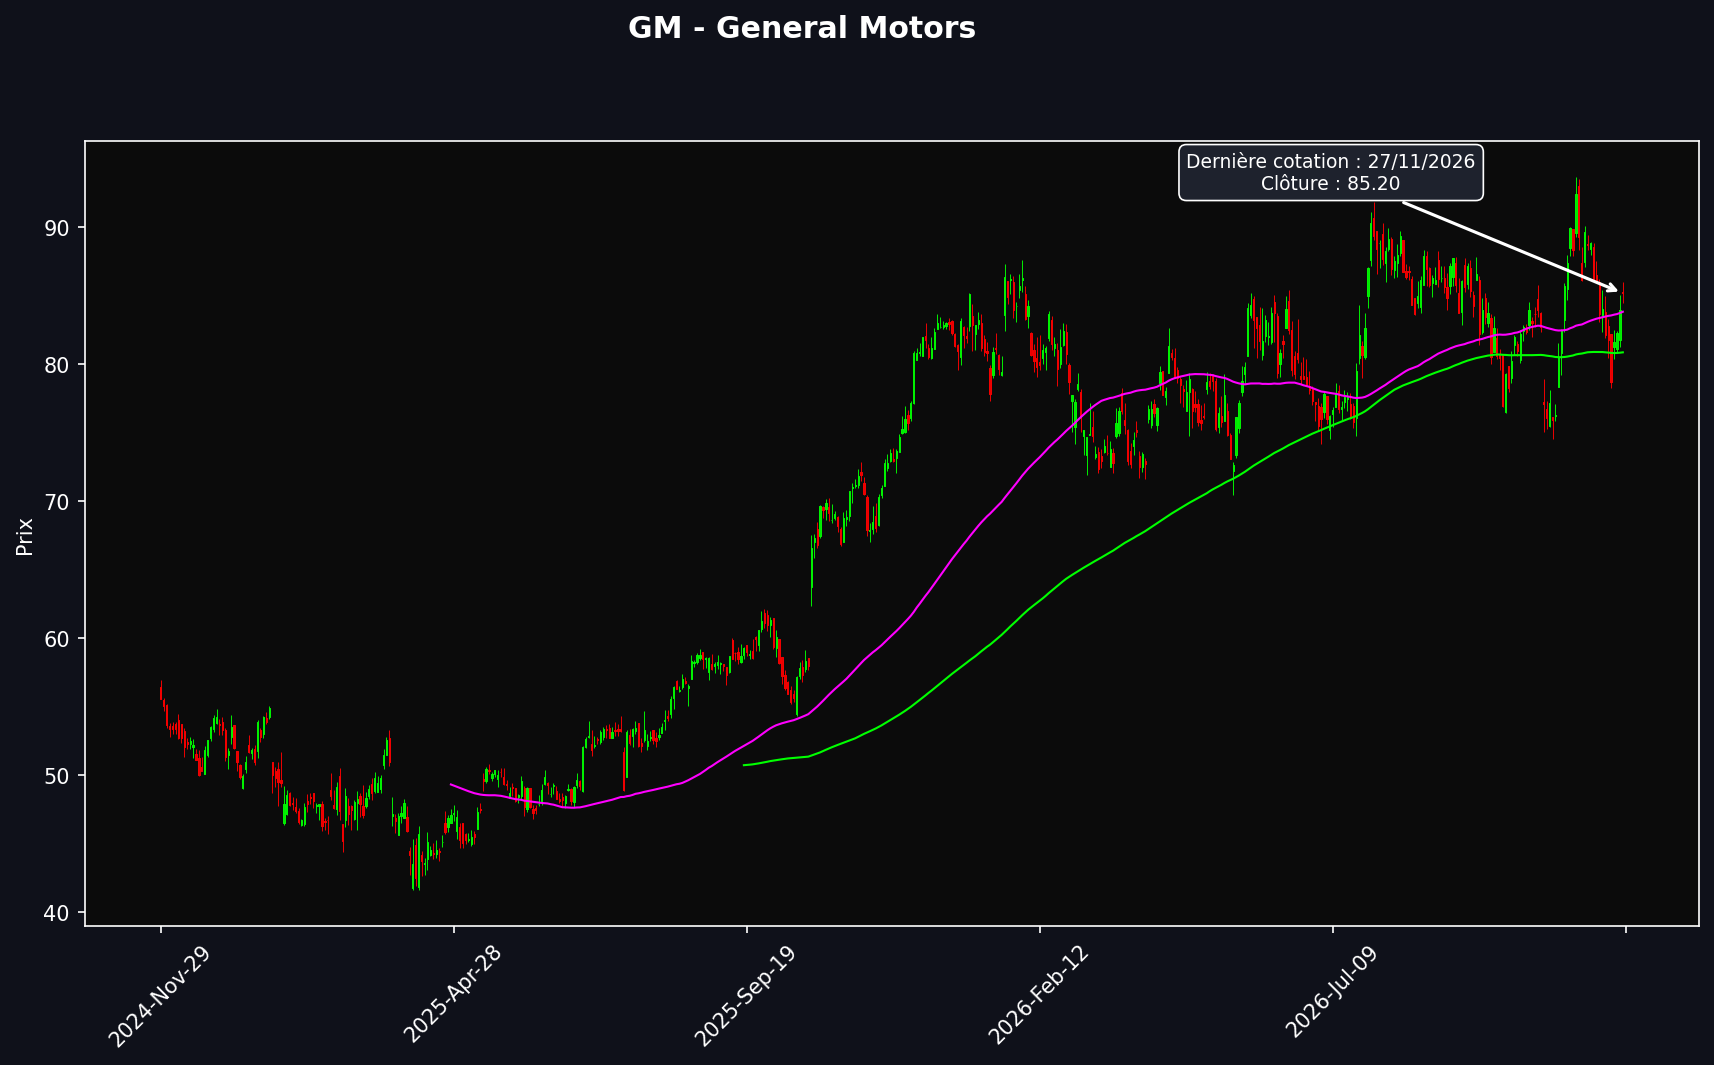 GM - General Motors
Dernière cotation : 27/11/2026
Clôture : 85.20
Prix
90
80
70
60
50
40
2024-Nov-29
2025-Apr-28
2025-Sep-19
2026-Feb-12
2026-Jul-09